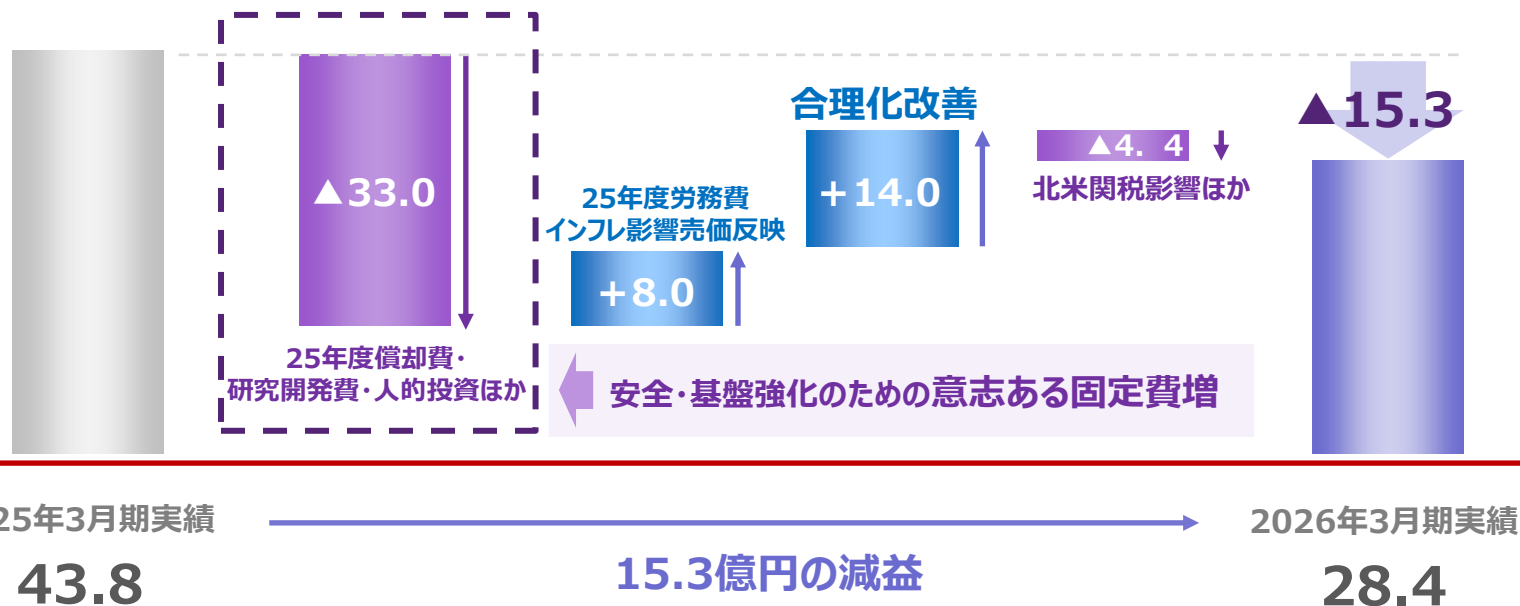 ▲33.0
25年度償却費・
研究開発費・人的投資ほか
25年度労務費
インフレ影響売価反映
+8.0
合理化改善
+14.0
▲4. 4
北米関税影響ほか
▲15.3
安全・基盤強化のための意志ある固定費増
25年3月期実績
43.8
15.3億円の減益
2026年3月期実績
28.4